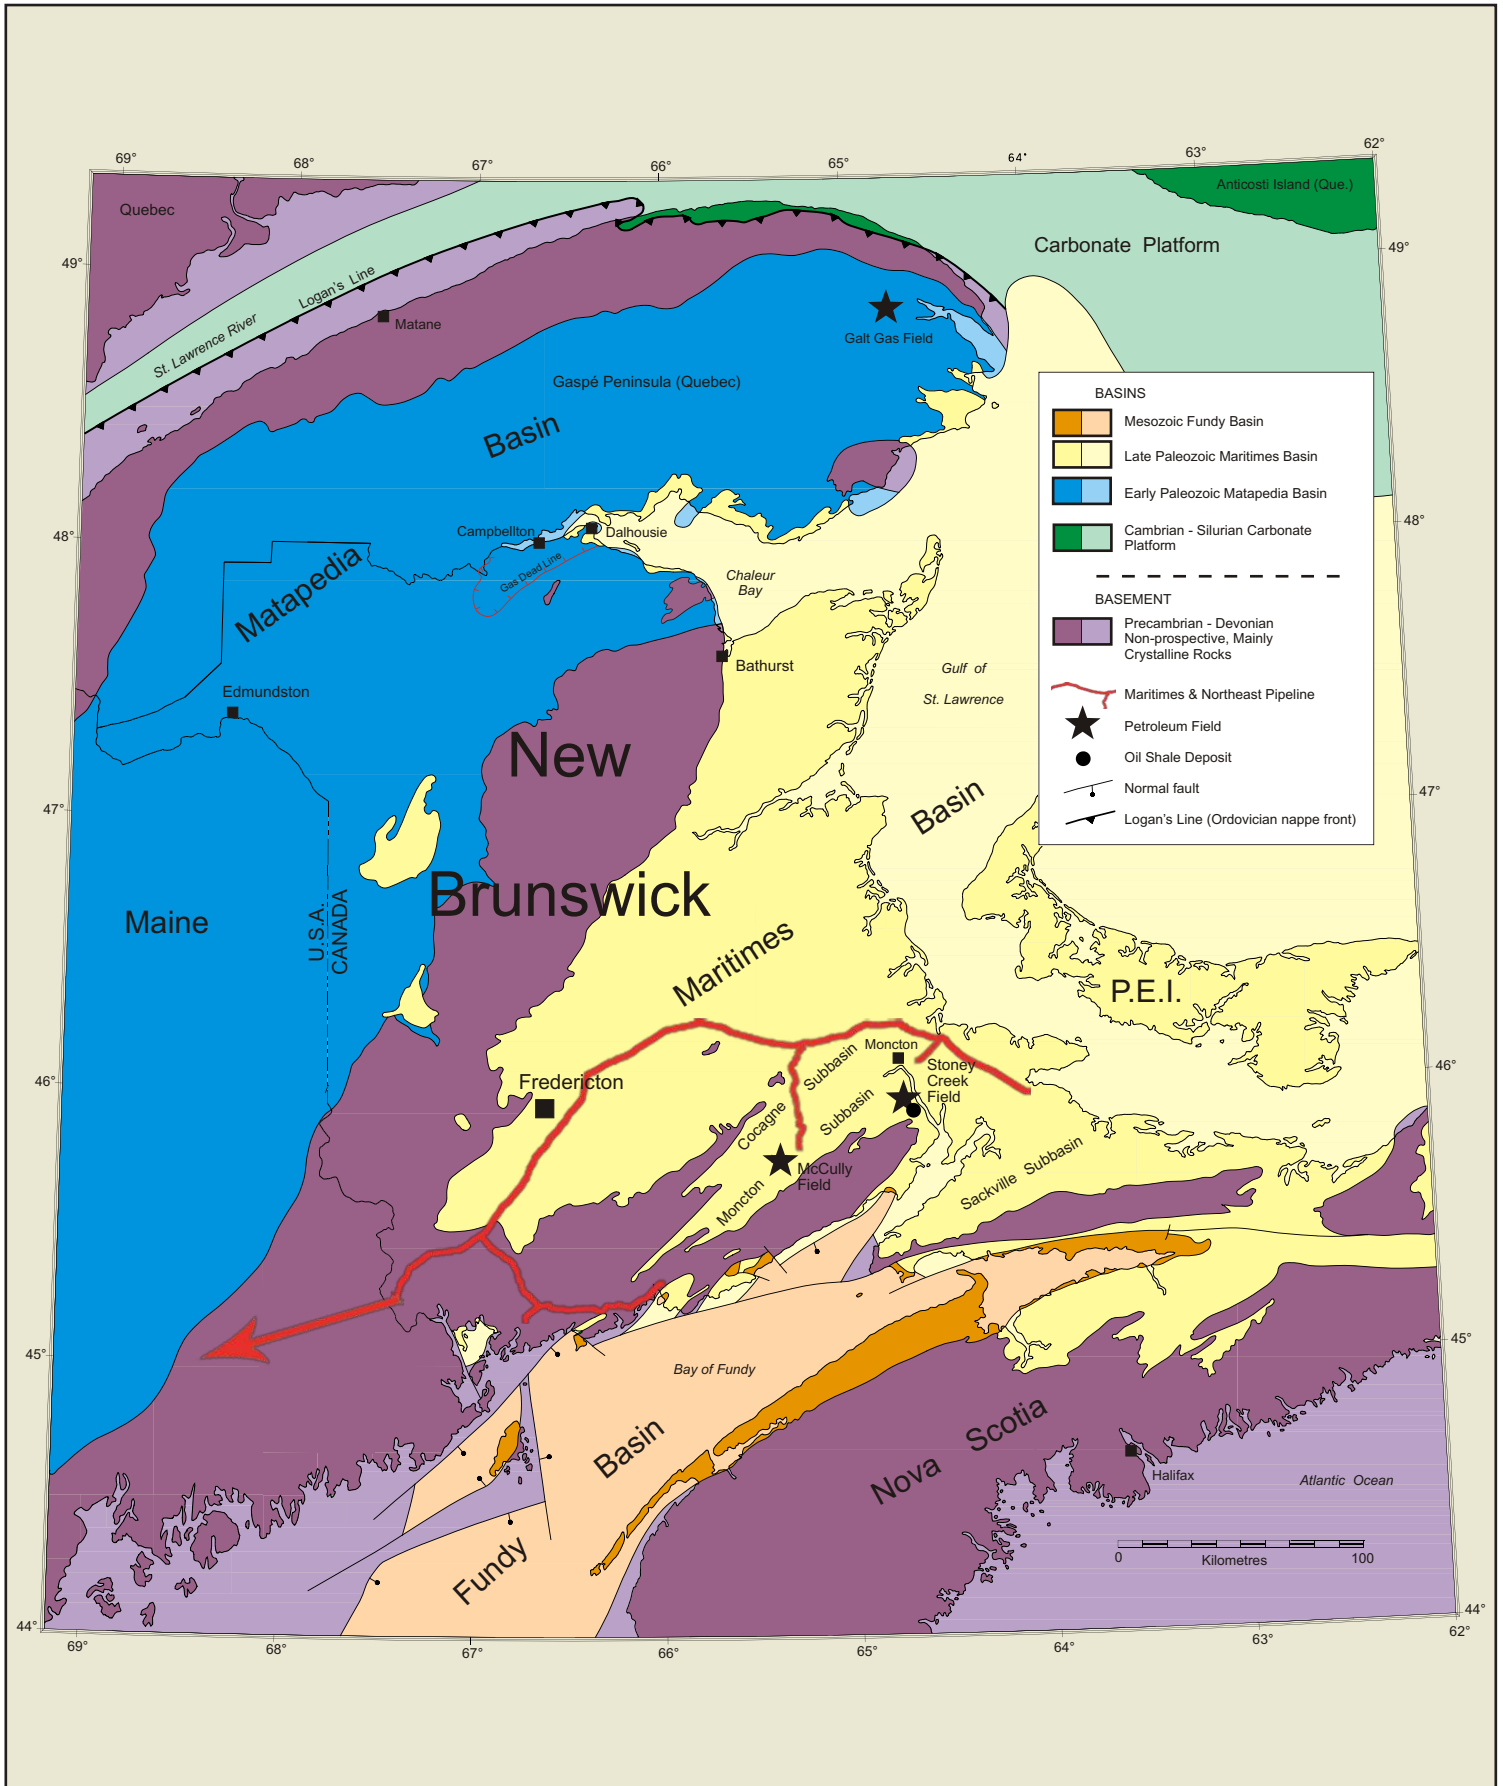 69°
68°
67°
66°
65°
64°
63°
62°
Quebec
Anticosti Island (Que.)
Carbonate Platform
49°
49°
Logan's Line
St. Lawrence River
Matane
Galt Gas Field
Gaspé Peninsula (Quebec)
Basin
BASINS
Mesozoic Fundy Basin
Late Paleozoic Maritimes Basin
Early Paleozoic Matapedia Basin
Cambrian - Silurian Carbonate
Platform
BASEMENT
Precambrian - Devonian
Non-prospective, Mainly
Crystalline Rocks
Maritimes & Northeast Pipeline
Petroleum Field
Oil Shale Deposit
Normal fault
Logan's Line (Ordovician nappe front)
48°
48°
Campbellton
Dalhousie
Gas Dead Line
Chaleur
Bay
Matapedia
Bathurst
Gulf of
St. Lawrence
Edmundston
New
47°
47°
Basin
Brunswick
Maine
U.S.A.
CANADA
Maritimes
P.E.I.
46°
46°
Fredericton
Moncton
Stoney
Creek
Field
Cocagne
Subbasin
Moncton
Subbasin
McCully
Field
Sackville Subbasin
45°
45°
Bay of Fundy
Basin
Fundy
Nova Scotia
Halifax
Atlantic Ocean
0
Kilometres
100
44°
44°
69°
68°
67°
66°
65°
64°
63°
62°